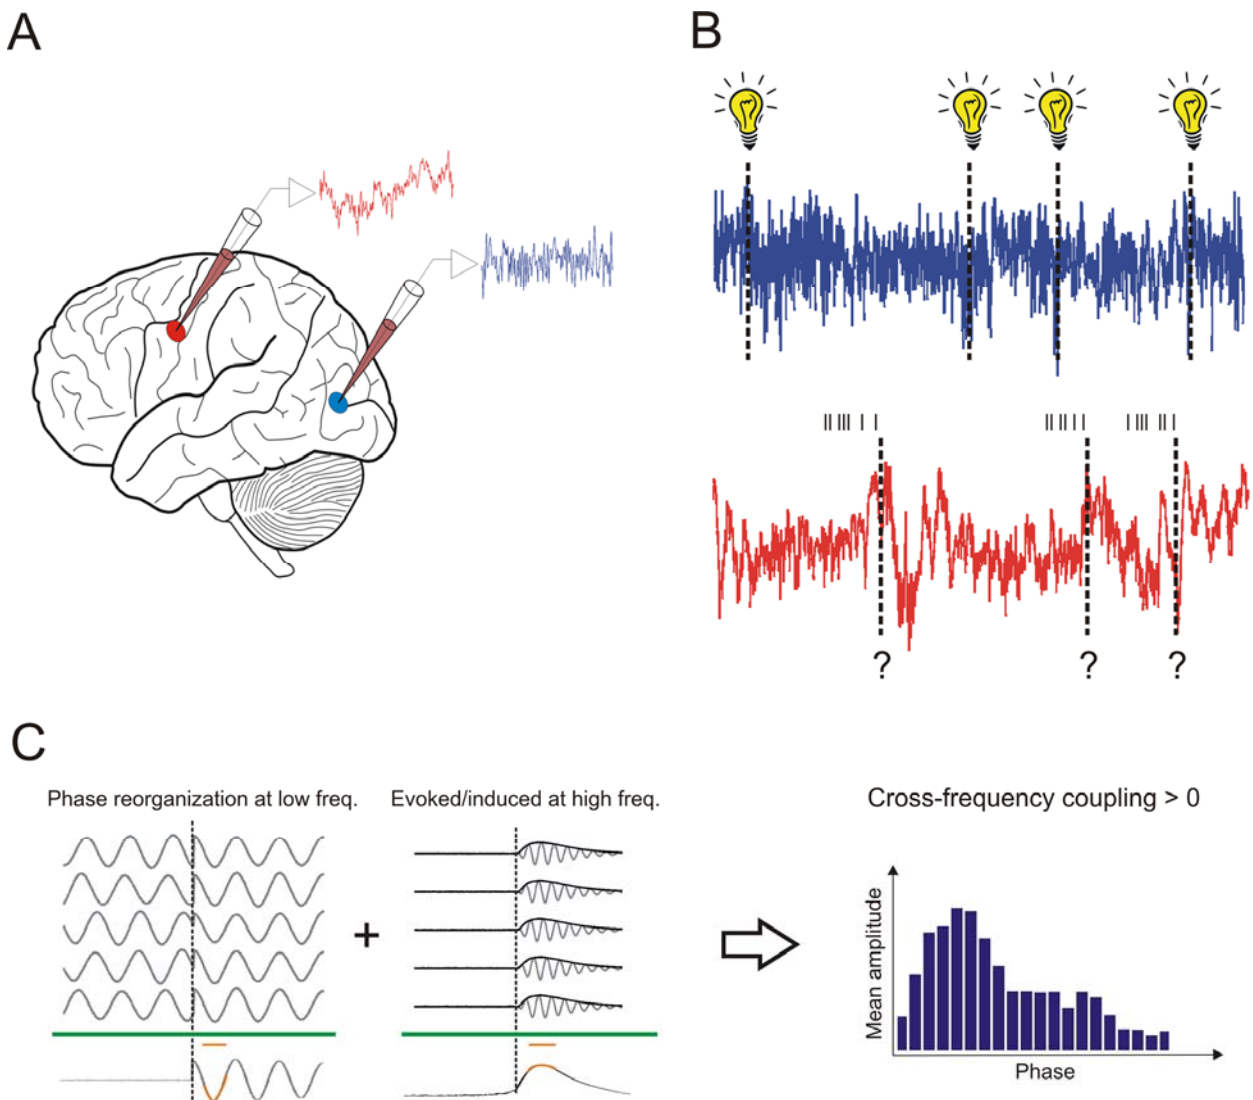 A
B
?
?
?
C
Phase reorganization at low freq.
Evoked/induced at high freq.
Cross-frequency coupling > 0
+
Mean amplitude
Phase